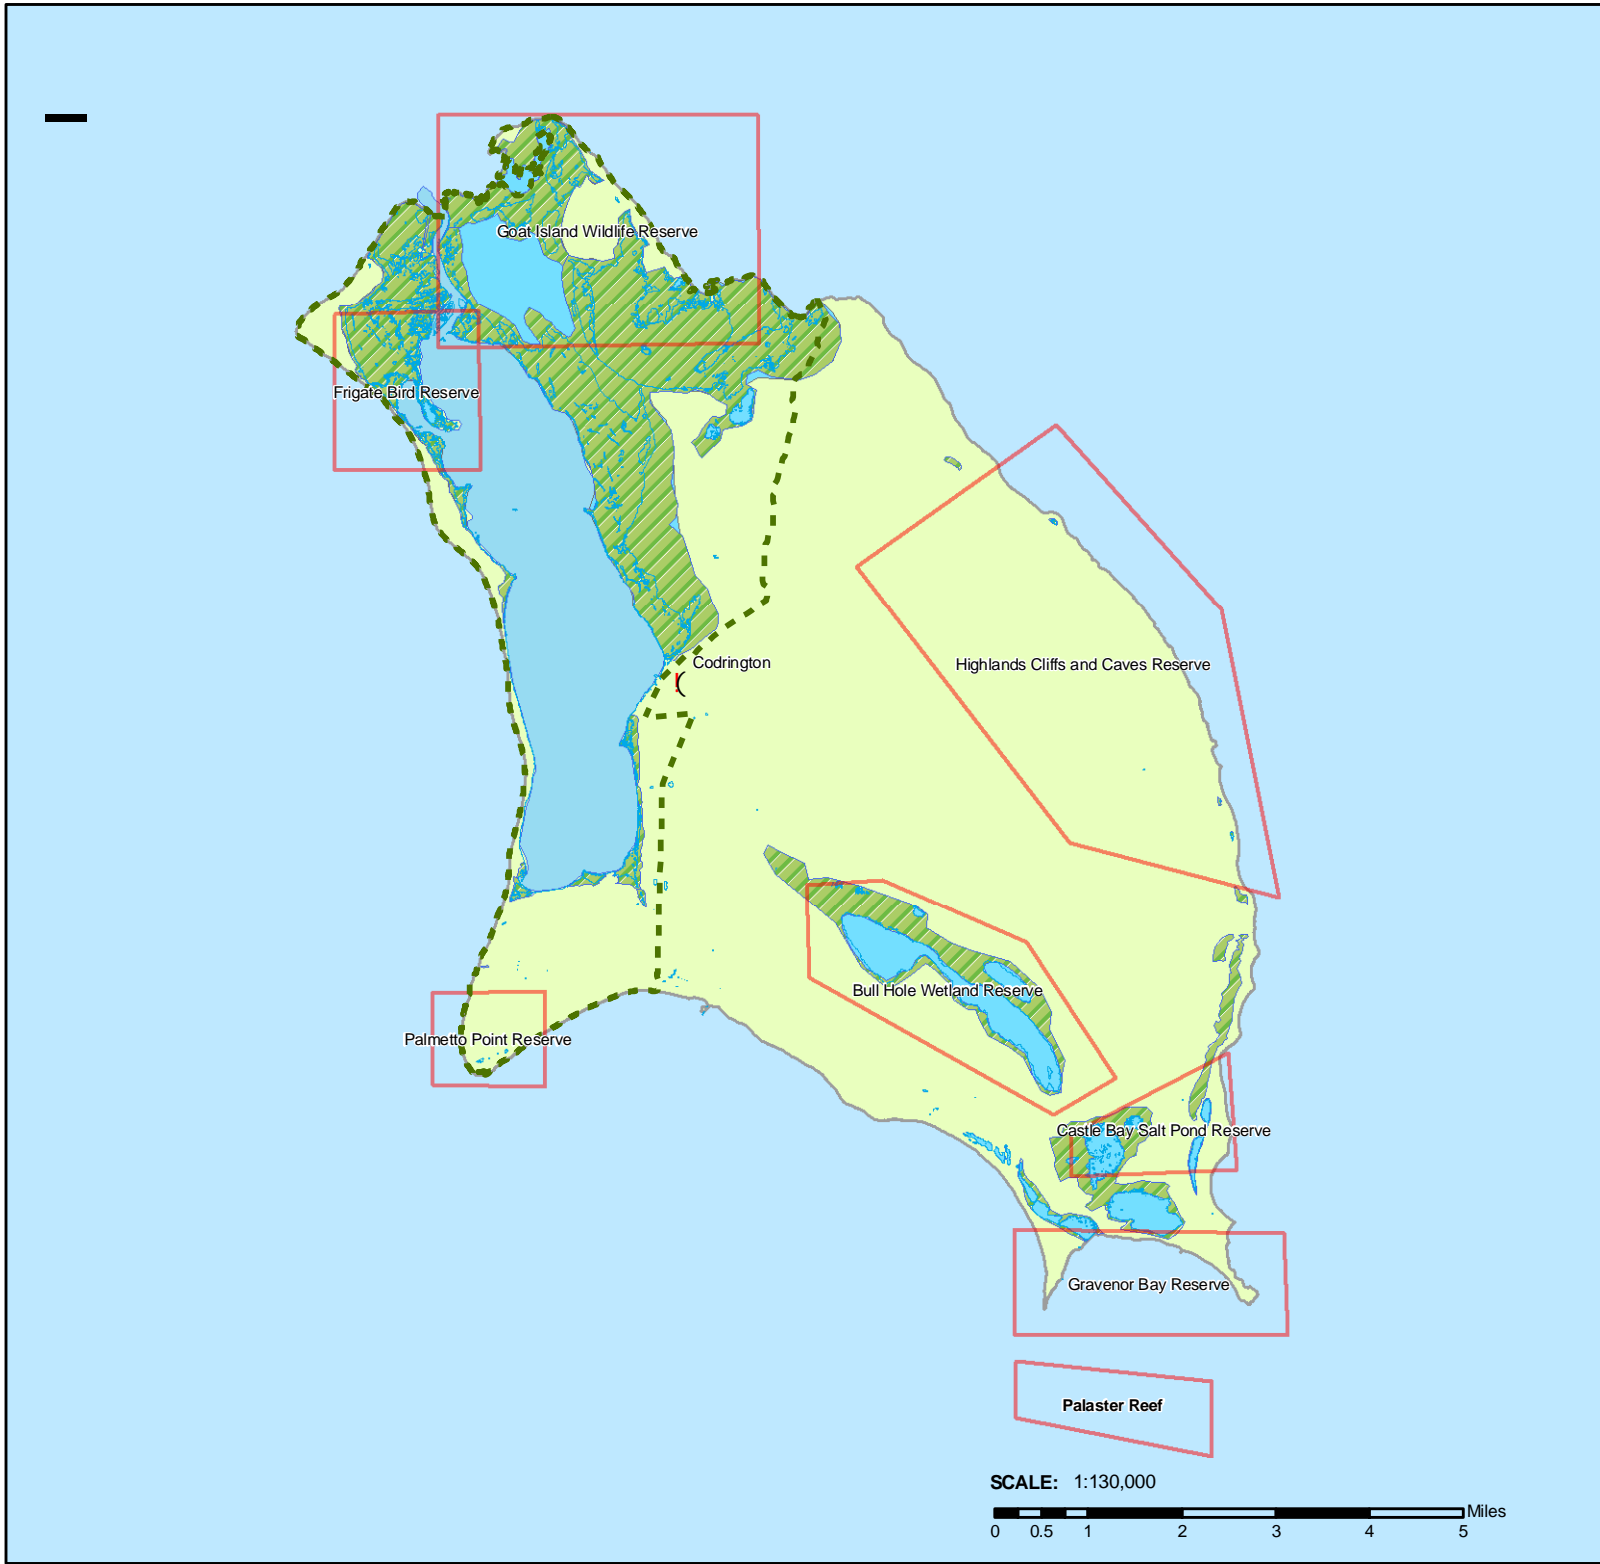 Goat Island Wildlife Reserve
Frigate Bird Reserve
Codrington
Highlands Cliffs and Caves Reserve
Bull Hole Wetland Reserve
Palmetto Point Reserve
Castle Bay Salt Pond Reserve
Gravenor Bay Reserve
Palaster Reef
SCALE: 1:130,000
Miles
0 0.5 1 2 3 4 5